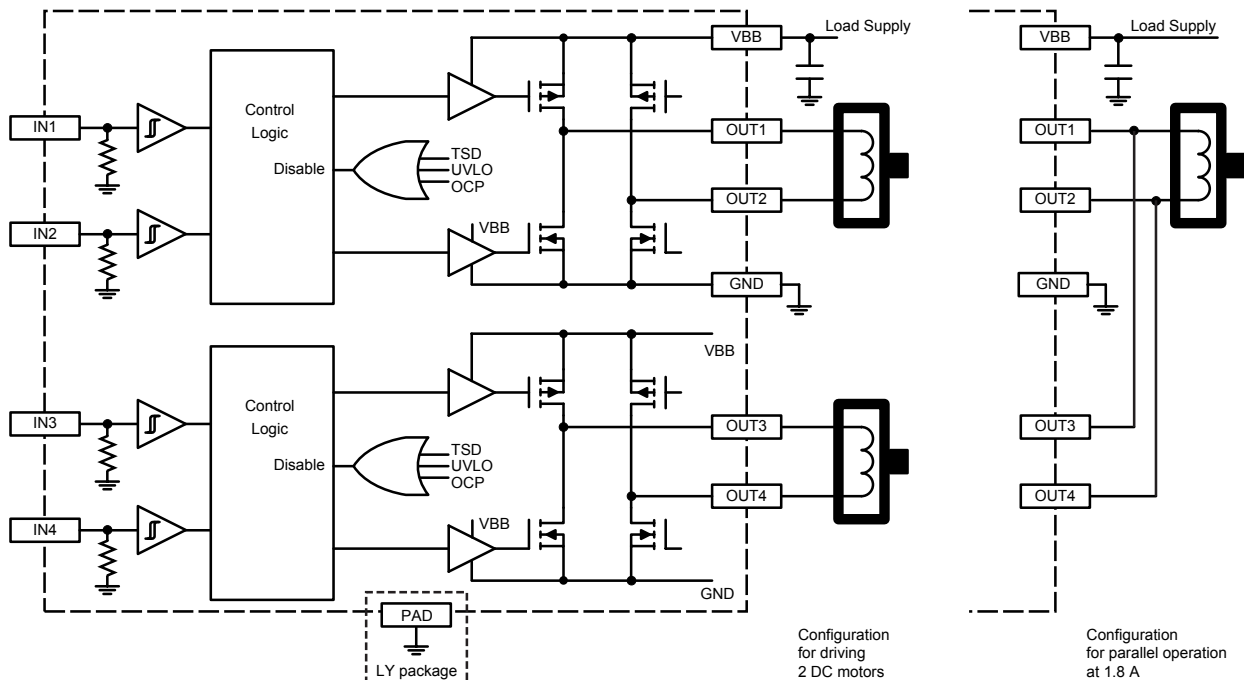 VBB
Load Supply
VBB
Load Supply
IN1
Control
Logic
OUT1
OUT1
Disable
TSD
UVLO
OCP
OUT2
OUT2
IN2
VBB
GND
GND
VBB
IN3
Control
Logic
OUT3
OUT3
Disable
TSD
UVLO
OCP
OUT4
OUT4
IN4
VBB
GND
PAD
LY package
Configuration
for driving
2 DC motors
Configuration
for parallel operation
at 1.8 A